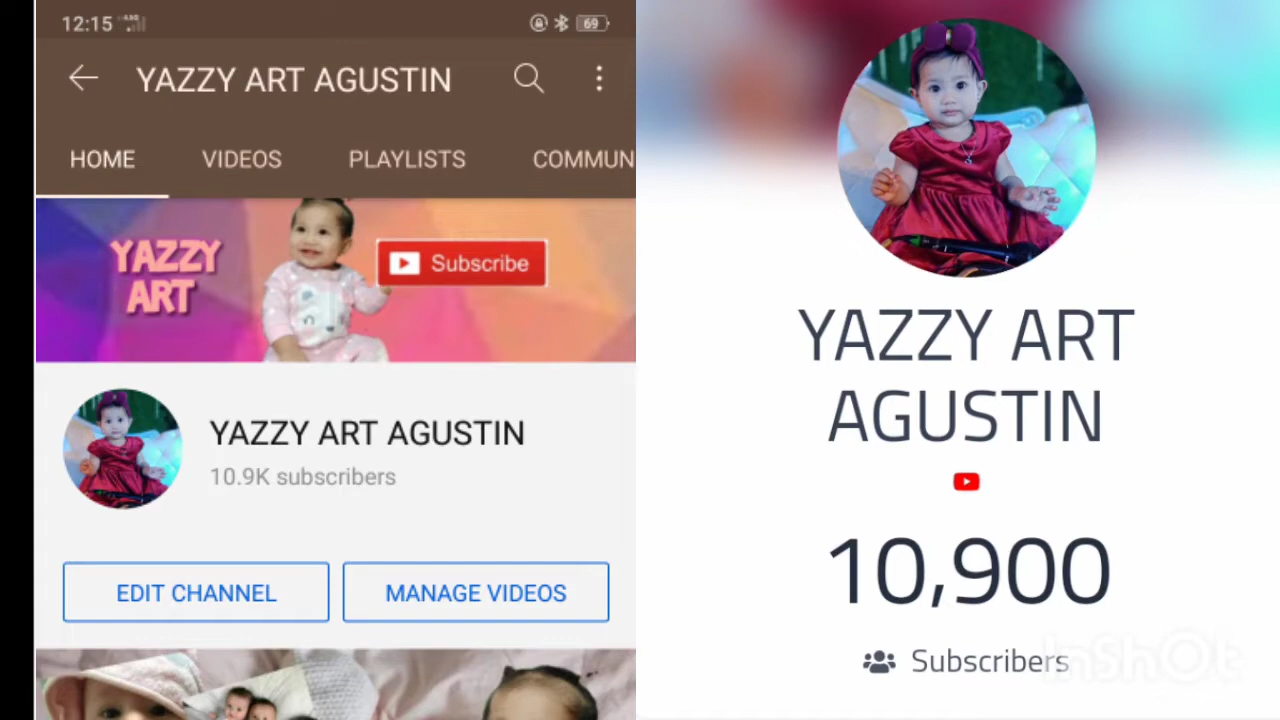 12:15
69
YAZZY ART AGUSTIN
HOME VIDEOS PLAYLISTS COMMUN
YAZZY
ART
Subscribe
YAZZY ART AGUSTIN
10.9K subscribers
EDIT CHANNEL MANAGE VIDEOS
YAZZY ART
AGUSTIN
10,900
Subscribers
InShOt